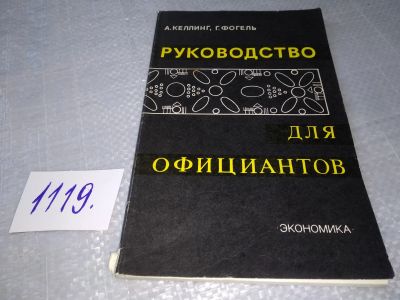 А. КЕЛЛИНГ, Г. ФОГЕЛЬ
РУКОВОДСТВО
ДЛЯ
ОФИЦИАНТОВ
·ЭКОНОМИКА·
1119.